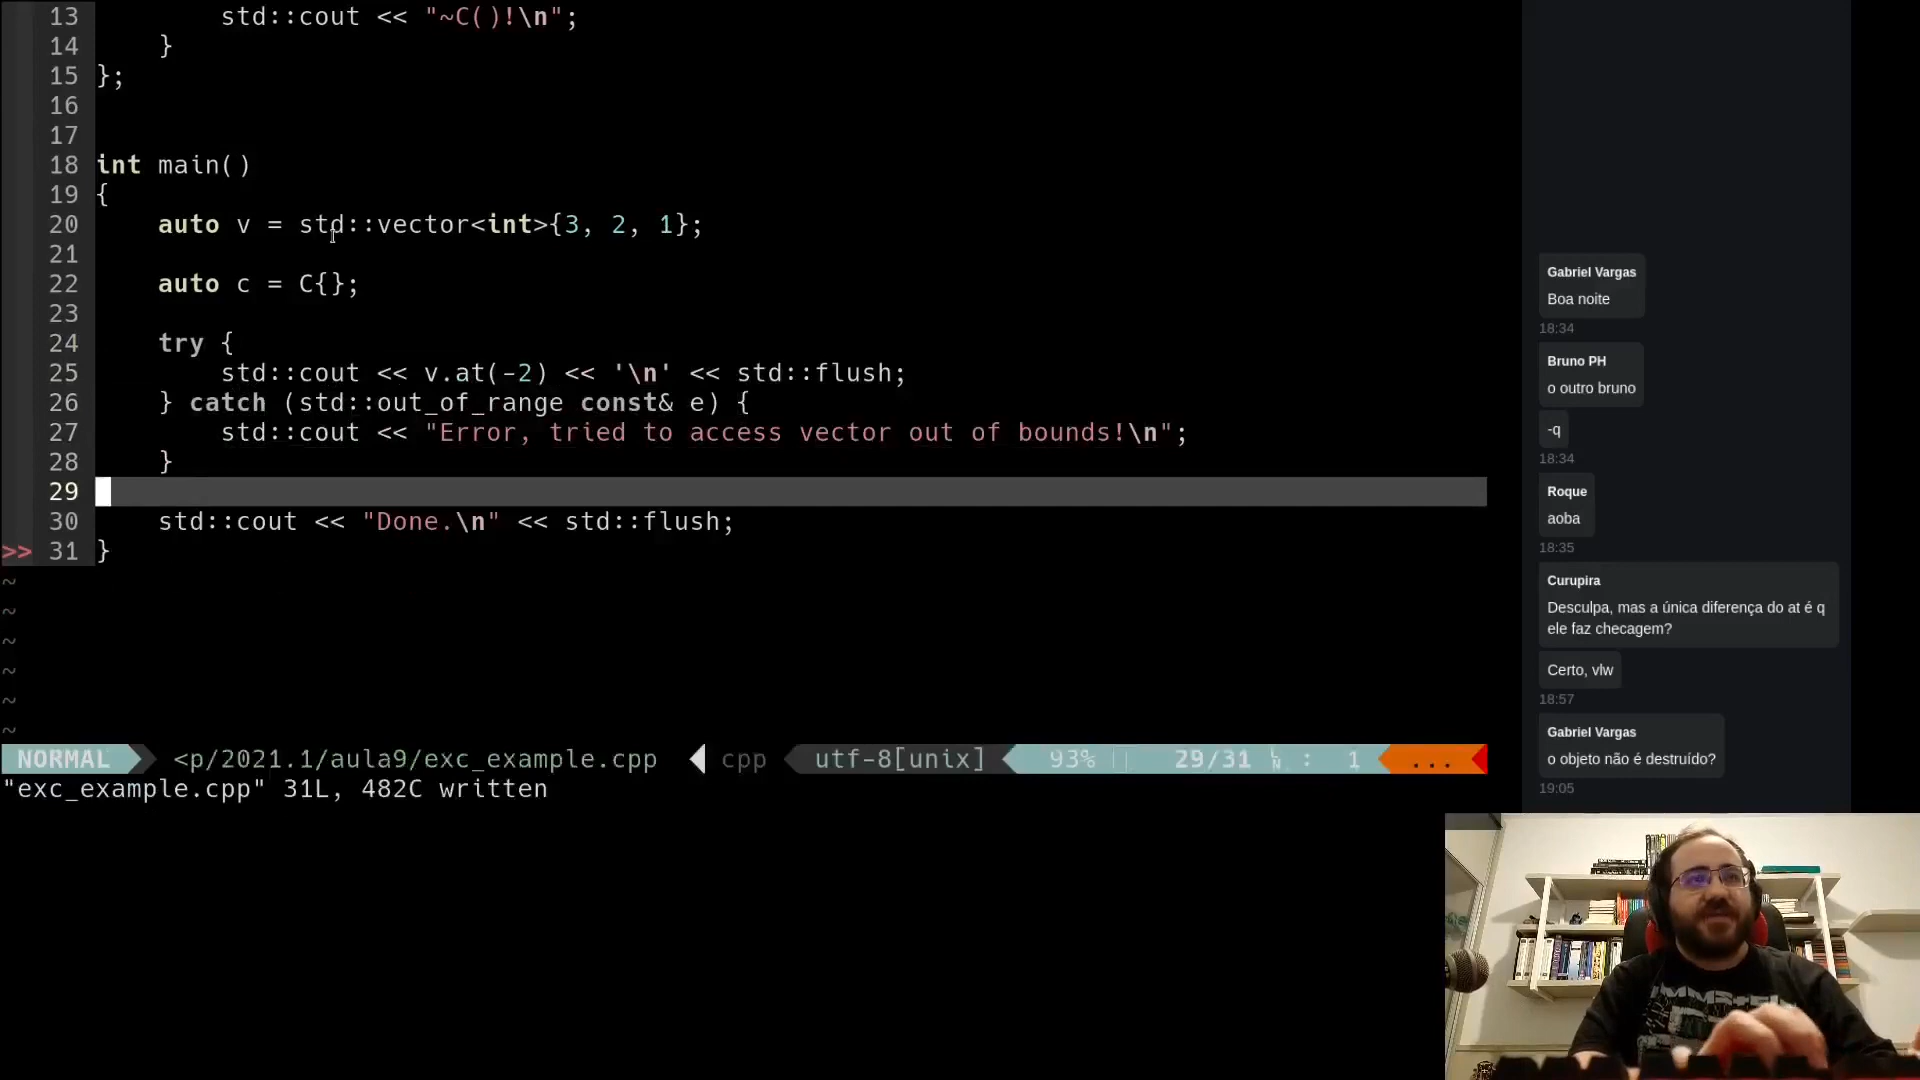 13         std::cout << "~C()!\n";
14     }
15 };
16
17
18 int main()
19 {
20     auto v = std::vector<int>{3, 2, 1};
21
22     auto c = C{};
23
24     try {
25         std::cout << v.at(-2) << '\n' << std::flush;
26     } catch (std::out_of_range const& e) {
27         std::cout << "Error, tried to access vector out of bounds!\n";
28     }
29
30     std::cout << "Done.\n" << std::flush;
>> 31 }
~
~
~
~
~
~
NORMAL <p/2021.1/aula9/exc_example.cpp cpp utf-8[unix] 93% 29/31 : 1 ...
"exc_example.cpp" 31L, 482C written
Gabriel Vargas
Boa noite
18:34
Bruno PH
o outro bruno
-q
18:34
Roque
aoba
18:35
Curupira
Desculpa, mas a única diferença do at é q
ele faz checagem?
Certo, vlw
18:57
Gabriel Vargas
o objeto não é destruído?
19:05